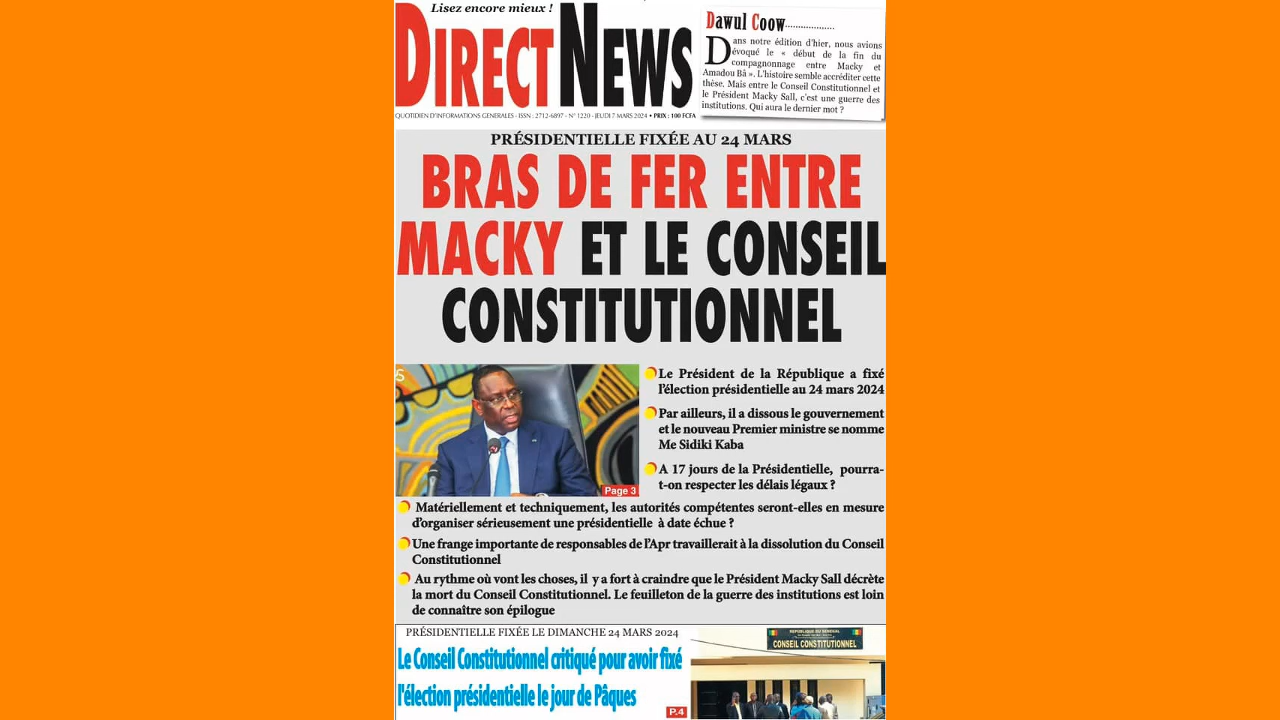 Lisez encore mieux !
DIRECT NEWS
QUOTIDIEN D'INFORMATIONS GENERALES - ISSN : 2712-6897 - N° 1220 - JEUDI 7 MARS 2024 • PRIX : 100 FCFA
Dawul Coow...................
Dans notre édition d'hier, nous avions
évoqué le « début de la fin du
compagnonnage entre Macky et
Amadou Bâ ». L'histoire semble accréditer cette
thèse. Mais entre le Conseil Constitutionnel et
le Président Macky Sall, c'est une guerre des
institutions. Qui aura le dernier mot ?
PRÉSIDENTIELLE FIXÉE AU 24 MARS
BRAS DE FER ENTRE
MACKY ET LE CONSEIL
CONSTITUTIONNEL
S
Page 3
Le Président de la République a fixé
l'élection présidentielle au 24 mars 2024
Par ailleurs, il a dissous le gouvernement
et le nouveau Premier ministre se nomme
Me Sidiki Kaba
A 17 jours de la Présidentielle, pourra-
t-on respecter les délais légaux ?
Matériellement et techniquement, les autorités compétentes seront-elles en mesure
d'organiser sérieusement une présidentielle à date échue ?
Une frange importante de responsables de l'Apr travaillerait à la dissolution du Conseil
Constitutionnel
Au rythme où vont les choses, il y a fort à craindre que le Président Macky Sall décrète
la mort du Conseil Constitutionnel. Le feuilleton de la guerre des institutions est loin
de connaître son épilogue
PRÉSIDENTIELLE FIXÉE LE DIMANCHE 24 MARS 2024
Le Conseil Constitutionnel critiqué pour avoir fixé
l'élection présidentielle le jour de Pâques
P.4
REPUBLIQUE DU SENEGAL
CONSEIL CONSTITUTIONNEL